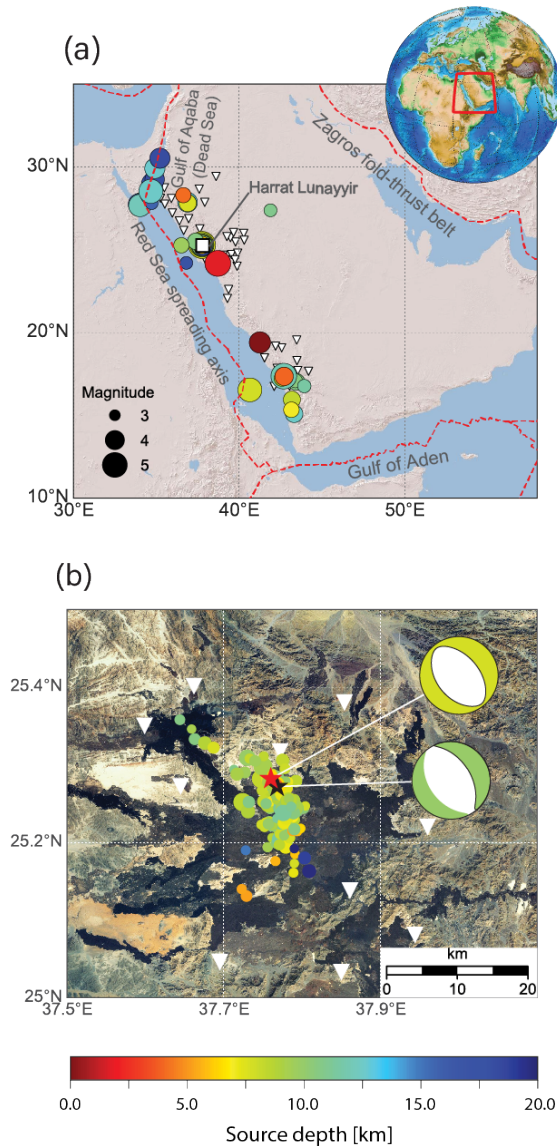 (a)
Gulf of Aqaba
(Dead Sea)
Zagros fold-thrust belt
Harrat Lunayyir
Red Sea spreading axis
30°N
20°N
Magnitude
3
4
5
Gulf of Aden
10°N
30°E
40°E
50°E
(b)
25.4°N
25.2°N
25°N
km
0
10
20
37.5°E
37.7°E
37.9°E
0.0
5.0
10.0
15.0
20.0
Source depth [km]